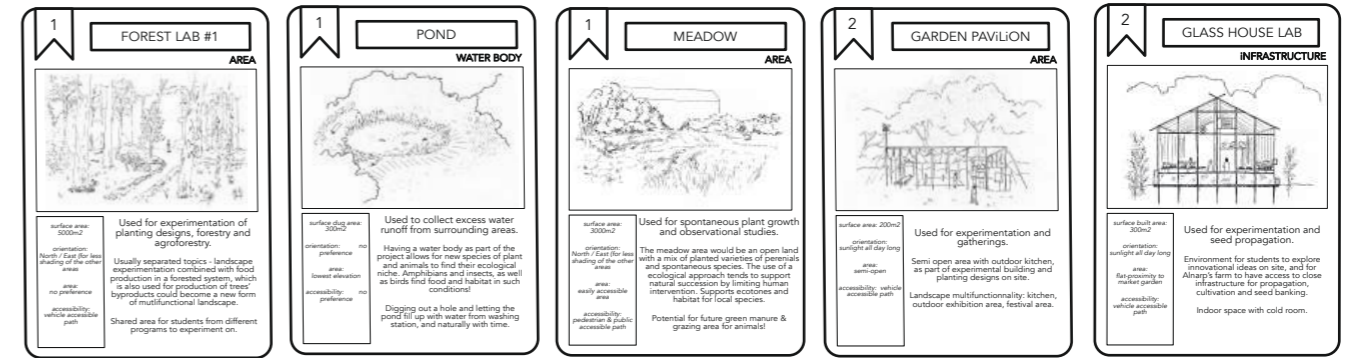 1
FOREST LAB #1
AREA
surface area:
5000m2
orientation:
North / East (for less
shading of the other
areas
area:
no preference
accessibility:
vehicle accessible
path
Used for experimentation of
planting designs, forestry and
agroforestry.
Usually separated topics - landscape
experimentation combined with food
production in a forested system, which
is also used for production of trees'
byproducts could become a new form
of mutlifunctional landscape.
Shared area for students from different
programs to experiment on.
1
POND
WATER BODY
surface dug area:
300m2
orientation: no
preference
area:
lowest elevation
accessibility: no
preference
Used to collect excess water
runoff from surrounding areas.
Having a water body as part of the
project allows for new species of plant
and animals to find their ecological
niche. Amphibians and insects, as well
as birds find food and habitat in such
conditions!
Digging out a hole and letting the
pond fill up with water from washing
station, and naturally with time.
1
MEADOW
AREA
surface area:
3000m2
orientation:
North / East (for less
shading of the other
areas
area:
easily accessible
area
accessibility:
pedestrian & public
accessible path
Used for spontaneous plant growth
and observational studies.
The meadow area would be an open land
with a mix of planted varieties of perenials
and spontaneous species. The use of a
ecological approach tends to support
natural succession by limiting human
intervention. Supports ecotones and
habitat for local species.
Potential for future green manure &
grazing area for animals!
2
GARDEN PAViLiON
AREA
surface area: 200m2
orientation:
sunlight all day long
area:
semi-open
accessibility: vehicle
accessible path
Used for experimentation and
gatherings.
Semi open area with outdoor kitchen,
as part of experimental building and
planting designs on site.
Landscape multifunctionnality: kitchen,
outdoor exhibition area, festival area.
2
GLASS HOUSE LAB
iNFRASTRUCTURE
surface built area:
300m2
orientation:
sunlight all day long
area:
flat-proximity to
market garden
accessibility:
vehicle accessible
path
Used for experimentation and
seed propagation.
Environment for students to explore
innovational ideas on site, and for
Alnarp's farm to have access to close
infrastructure for propagation,
cultivation and seed banking.
Indoor space with cold room.